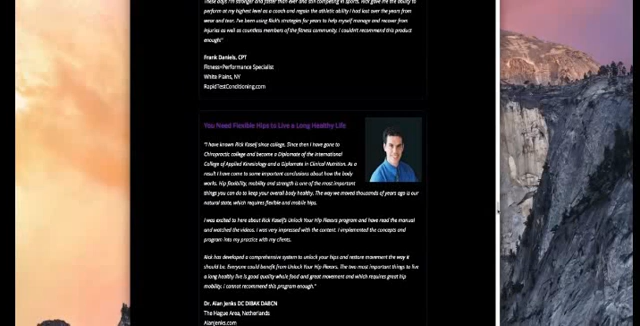 These days I'm stronger and faster than ever and still competing in sports. Rick gave me the ability to
perform at my highest level as a coach and regain the athletic ability I had lost over the years from
wear and tear. I've been using Rick's strategies for years to help myself manage and recover from
injuries as well as countless members of the fitness community. I couldn't recommend this product
enough!"
Frank Daniels, CPT
Fitness+Performance Specialist
White Plains, NY
RapidTestConditioning.com
You Need Flexible Hips to Live a Long Healthy Life
"I have known Rick Kaselj since college. Since then I have gone to
Chiropractic college and become a Diplomate of the International
College of Applied Kinesiology and a Diplomate in Clinical Nutrition. As a
result I have come to some important conclusions about how the body
works. Hip flexibility, mobility and strength is one of the most important
things you can do to keep your overall body healthy. The way we moved thousands of years ago is our
natural state, which requires flexible and mobile hips.
I was excited to hear about Rick Kaselj's Unlock Your Hip Flexors program and have read the manual
and watched the videos. I was very impressed with the content. I implemented the concepts and
program into my practice with my clients.
Rick has developed a comprehensive system to unlock your hips and restore movement the way it
should be. Everyone could benefit from Unlock Your Hip Flexors. The two most important things to live
a long healthy live is good quality whole food and great movement and which requires great hip
mobility. I cannot recommend this program enough."
Dr. Alan Jenks DC DIBAK DABCN
The Hague Area, Netherlands
Alanjenks.com